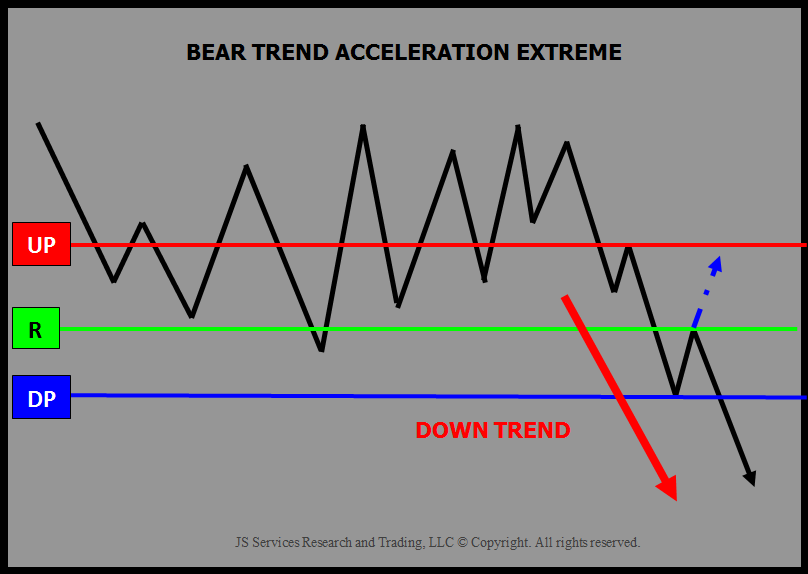 BEAR TREND ACCELERATION EXTREME
UP
R
DP
DOWN TREND
JS Services Research and Trading, LLC © Copyright. All rights reserved.